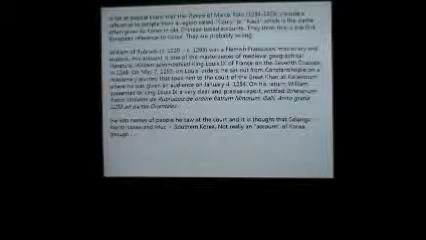 A lot of people claim that the Travels of Marco Polo (1254-1324) include a
reference to people from a region called "Cauly" or "Kauli" which is the name
often given to Korea in old Chinese-based accounts. They think this is the first
European reference to Korea. They are probably wrong.
William of Rubruck (c. 1220 – c. 1293) was a Flemish Franciscan missionary and
explorer. His account is one of the masterpieces of medieval geographical
literature. William accompanied King Louis IX of France on the Seventh Crusade
in 1248. On May 7, 1253, on Louis' orders, he set out from Constantinople on a
missionary journey that took him to the court of the Great Khan at Karakorum
where he was given an audience on January 4, 1254. On his return, William
presented to King Louis IX a very clear and precise report, entitled Itinerarium
fratris Willielmi de Rubruquis de ordine fratrum Minorum, Galli, Anno gratia
1253 ad partes Orientales.
He lists names of people he saw at the court and it is thought that Solanga
North Korea and Muc = Southern Korea. Not really an "account" of Korea
though ...